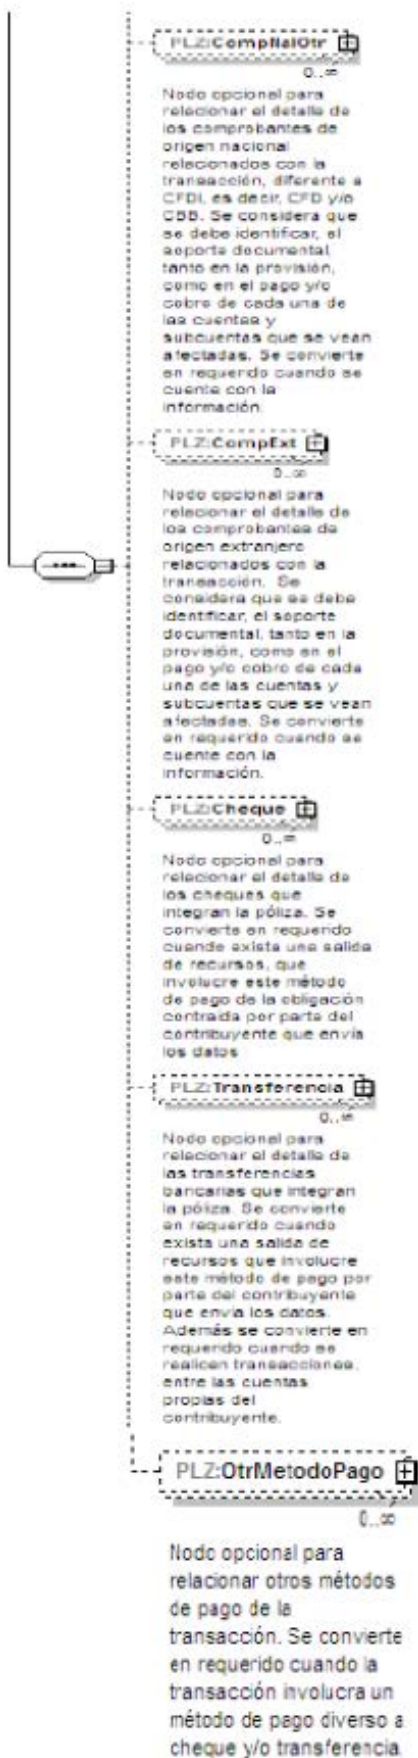 PLZ:CompNalOtr
0..∞
Nodo opcional para
relacionar el detalle de
los comprobantes de
origen nacional
relacionados con la
transacción, diferente a
CFDI, es decir, CFD y/o
CBB. Se considera que
se debe identificar, el
soporte documental,
tanto en la provisión,
como en el pago y/o
cobro de cada una de
las cuentas y
subcuentas que se vean
afectadas. Se convierte
en requerido cuando se
cuente con la
información.
PLZ:CompExt
0..∞
Nodo opcional para
relacionar el detalle de
los comprobantes de
origen extranjero
relacionados con la
transacción. Se
considera que se debe
identificar, el soporte
documental, tanto en la
provisión, como en el
pago y/o cobro de cada
una de las cuentas y
subcuentas que se vean
afectadas. Se convierte
en requerido cuando se
cuente con la
información.
PLZ:Cheque
0..∞
Nodo opcional para
relacionar el detalle de
los cheques que
integran la póliza. Se
convierte en requerido
cuando exista una salida
de recursos, que
involucre este método
de pago de la obligación
contraída por parte del
contribuyente que envía
los datos
PLZ:Transferencia
0..∞
Nodo opcional para
relacionar el detalle de
las transferencias
bancarias que integran
la póliza. Se convierte
en requerido cuando
exista una salida de
recursos que involucre
este método de pago por
parte del contribuyente
que envía los datos.
Además se convierte en
requerido cuando se
realicen transacciones,
entre las cuentas
propias del
contribuyente.
PLZ:OtrMetodoPago
0..∞
Nodo opcional para
relacionar otros métodos
de pago de la
transacción. Se convierte
en requerido cuando la
transacción involucra un
método de pago diverso a
cheque y/o transferencia